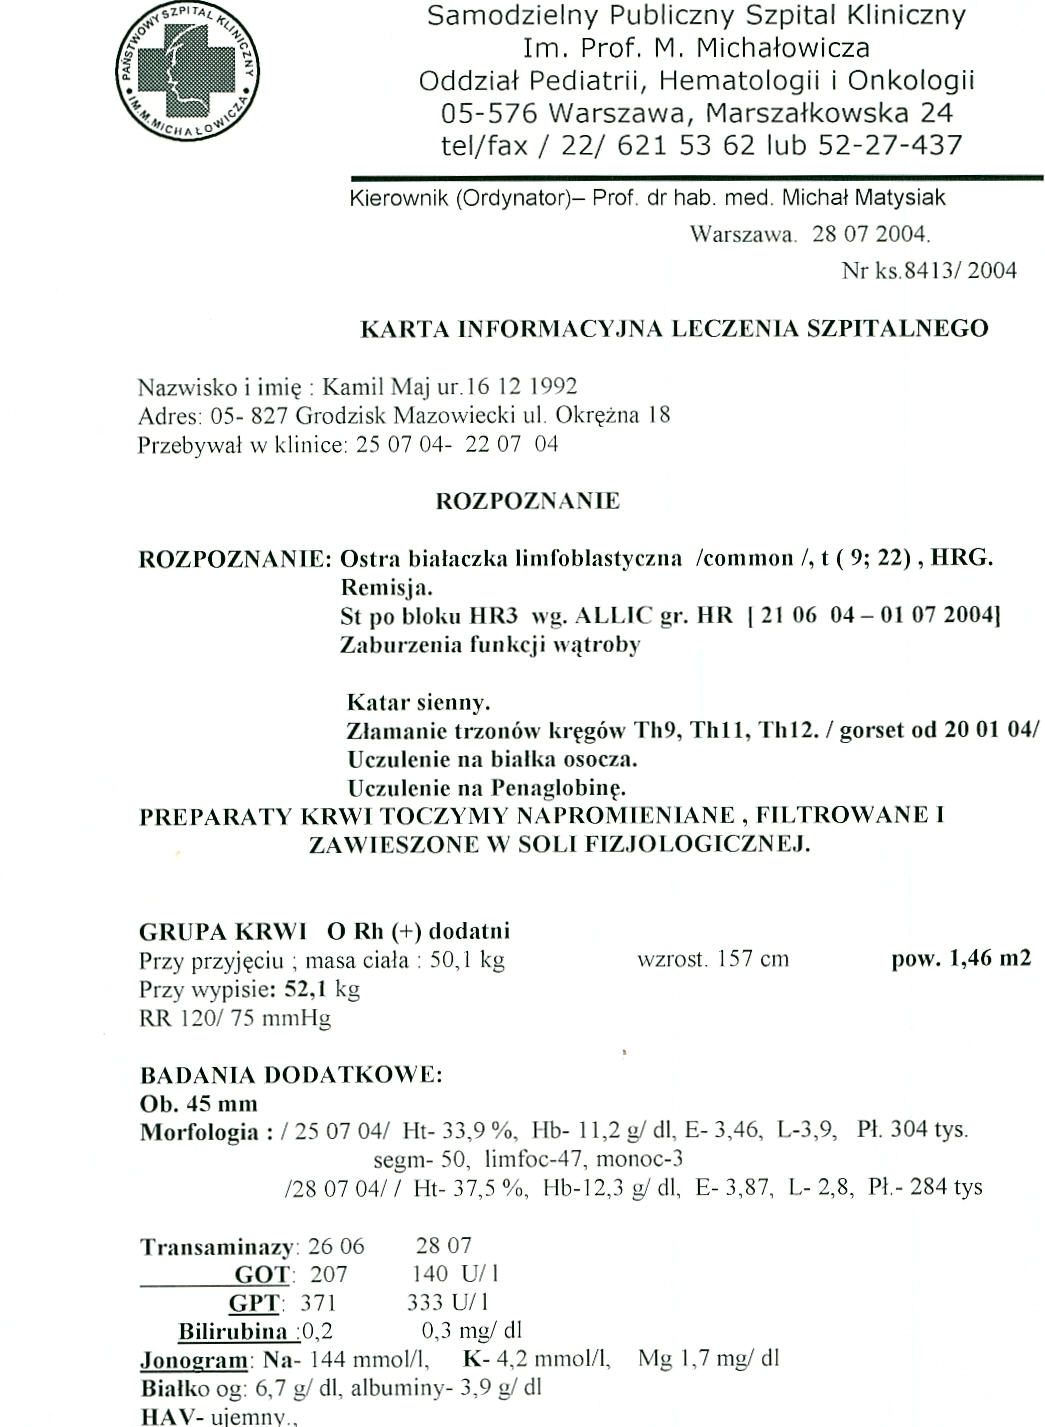 PAŃSTWOWY SZPITAL KLINICZNY
IM. M. MICHAŁOWICZA
Samodzielny Publiczny Szpital Kliniczny
Im. Prof. M. Michałowicza
Oddział Pediatrii, Hematologii i Onkologii
05-576 Warszawa, Marszałkowska 24
tel/fax / 22/ 621 53 62 lub 52-27-437
Kierownik (Ordynator)– Prof. dr hab. med. Michał Matysiak
Warszawa. 28 07 2004.
Nr ks.8413/ 2004
KARTA INFORMACYJNA LECZENIA SZPITALNEGO
Nazwisko i imię : Kamil Maj ur.16 12 1992
Adres: 05- 827 Grodzisk Mazowiecki ul. Okrężna 18
Przebywał w klinice: 25 07 04- 22 07 04
ROZPOZNANIE
ROZPOZNANIE: Ostra białaczka limfoblastyczna /common /, t ( 9; 22) , HRG.
Remisja.
St po bloku HR3 wg. ALLIC gr. HR [ 21 06 04 – 01 07 2004]
Zaburzenia funkcji wątroby
Katar sienny.
Złamanie trzonów kręgów Th9, Th11, Th12. / gorset od 20 01 04/
Uczulenie na białka osocza.
Uczulenie na Penaglobinę.
PREPARATY KRWI TOCZYMY NAPROMIENIANE , FILTROWANE I
ZAWIESZONE W SOLI FIZJOLOGICZNEJ.
GRUPA KRWI O Rh (+) dodatni
Przy przyjęciu ; masa ciała : 50,1 kg wzrost. 157 cm pow. 1,46 m2
Przy wypisie: 52,1 kg
RR 120/ 75 mmHg
BADANIA DODATKOWE:
Ob. 45 mm
Morfologia : / 25 07 04/ Ht- 33,9 %, Hb- 11,2 g/ dl, E- 3,46, L-3,9, Pł. 304 tys.
segm- 50, limfoc-47, monoc-3
/28 07 04/ / Ht- 37,5 %, Hb-12,3 g/ dl, E- 3,87, L- 2,8, Pł.- 284 tys
Transaminazy: 26 06 28 07
GOT: 207 140 U/ l
GPT: 371 333 U/ l
Bilirubina :0,2 0,3 mg/ dl
Jonogram: Na- 144 mmol/l, K- 4,2 mmol/l, Mg 1,7 mg/ dl
Białko og: 6,7 g/ dl, albuminy- 3,9 g/ dl
HAV- ujemny.,